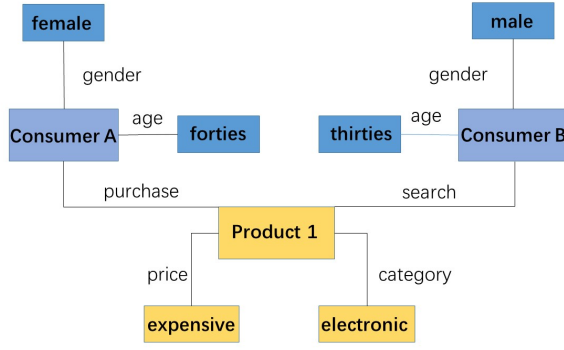 female
male
gender
gender
Consumer A
age
forties
thirties
age
Consumer B
purchase
search
Product 1
price
category
expensive
electronic